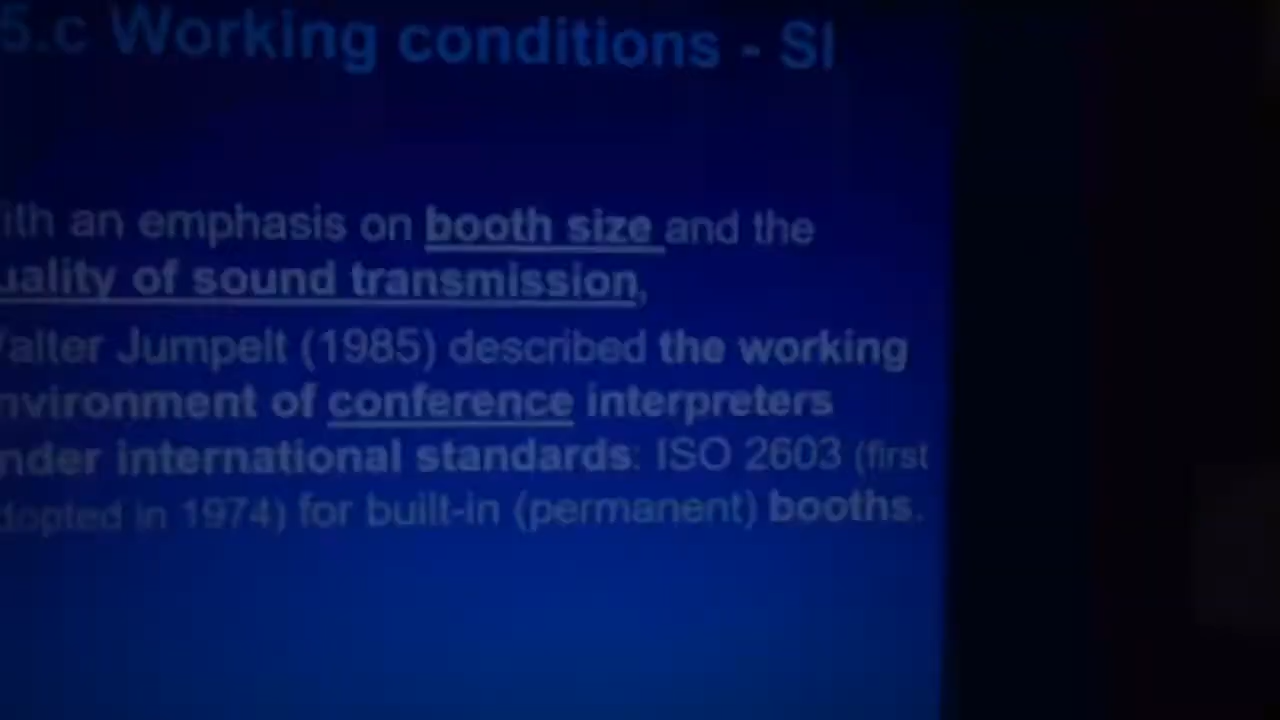 5.c Working conditions - SI
ith an emphasis on booth size and the
uality of sound transmission,
alter Jumpelt (1985) described the working
nvironment of conference interpreters
nder international standards: ISO 2603 (first
dopted in 1974) for built-in (permanent) booths.